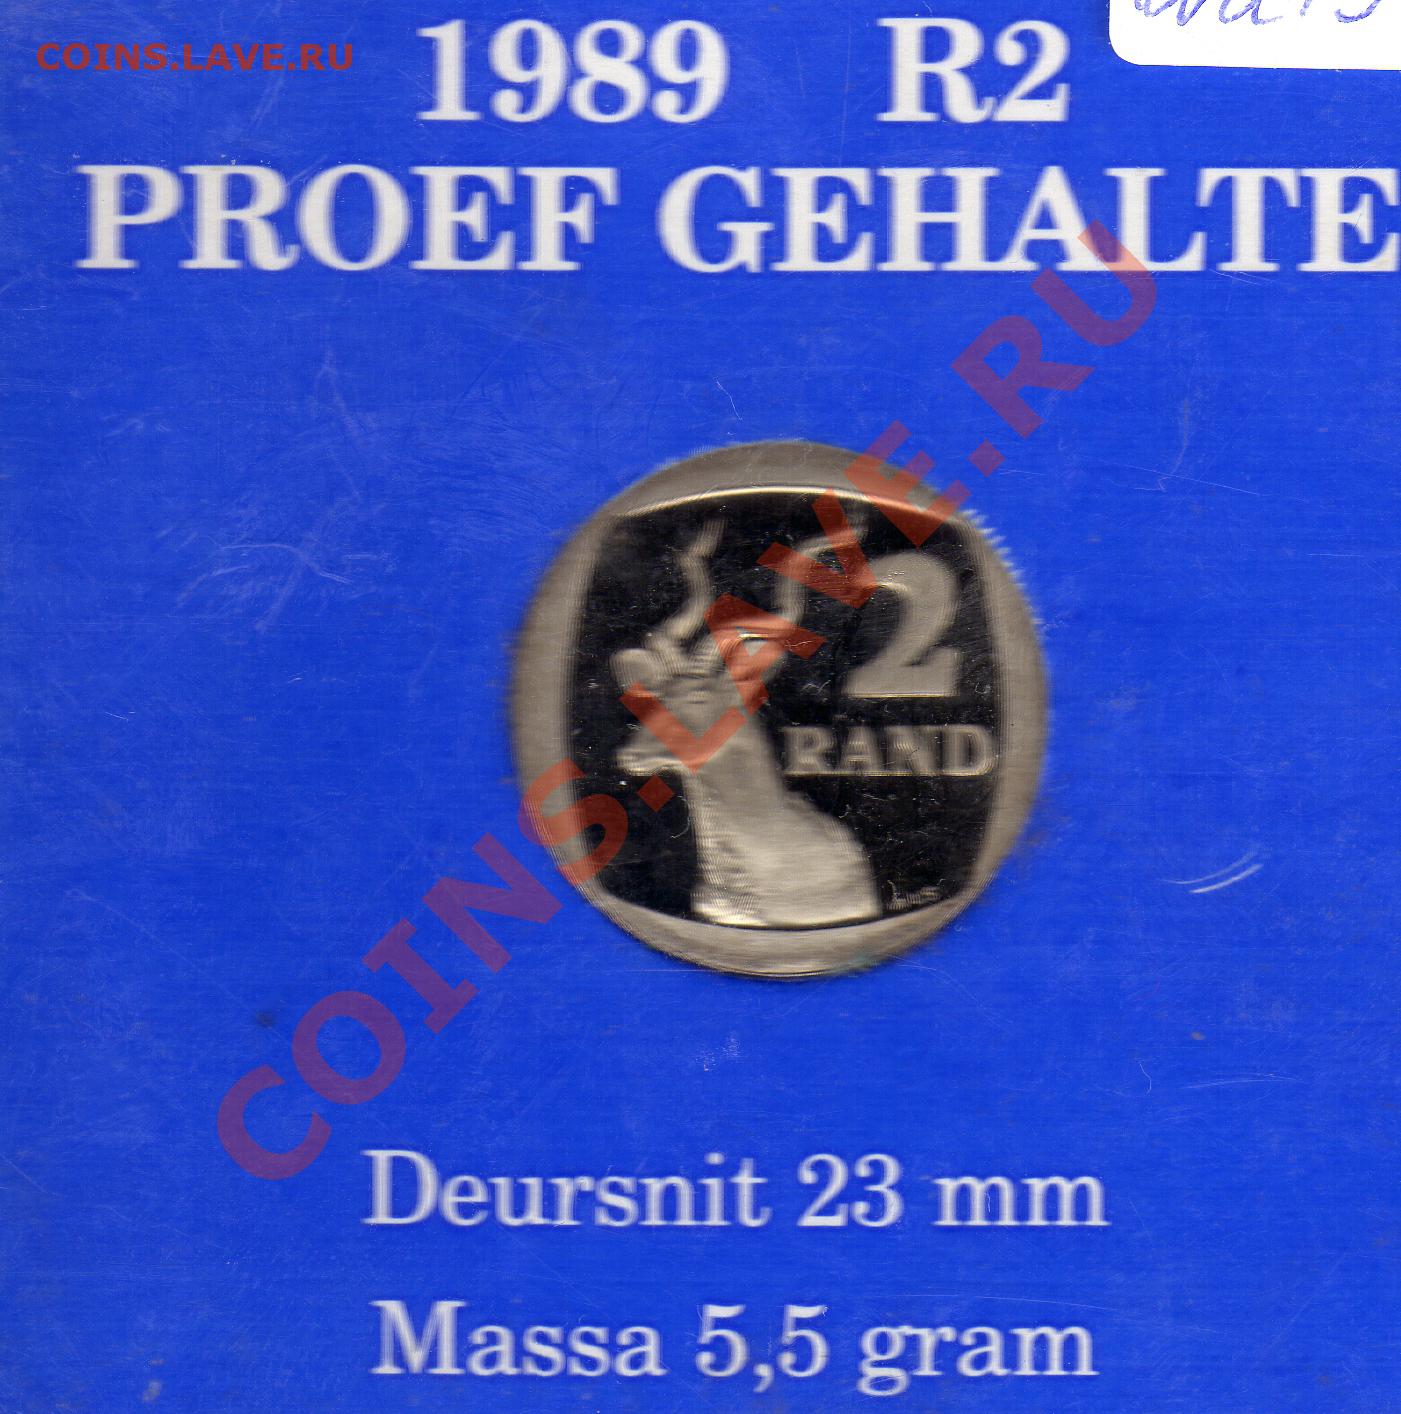 COINS.LAVE.RU
1989 R2
PROEF GEHALTE
2
RAND
LWS
COINS.LAVE.RU
Deursnit 23 mm
Massa 5,5 gram